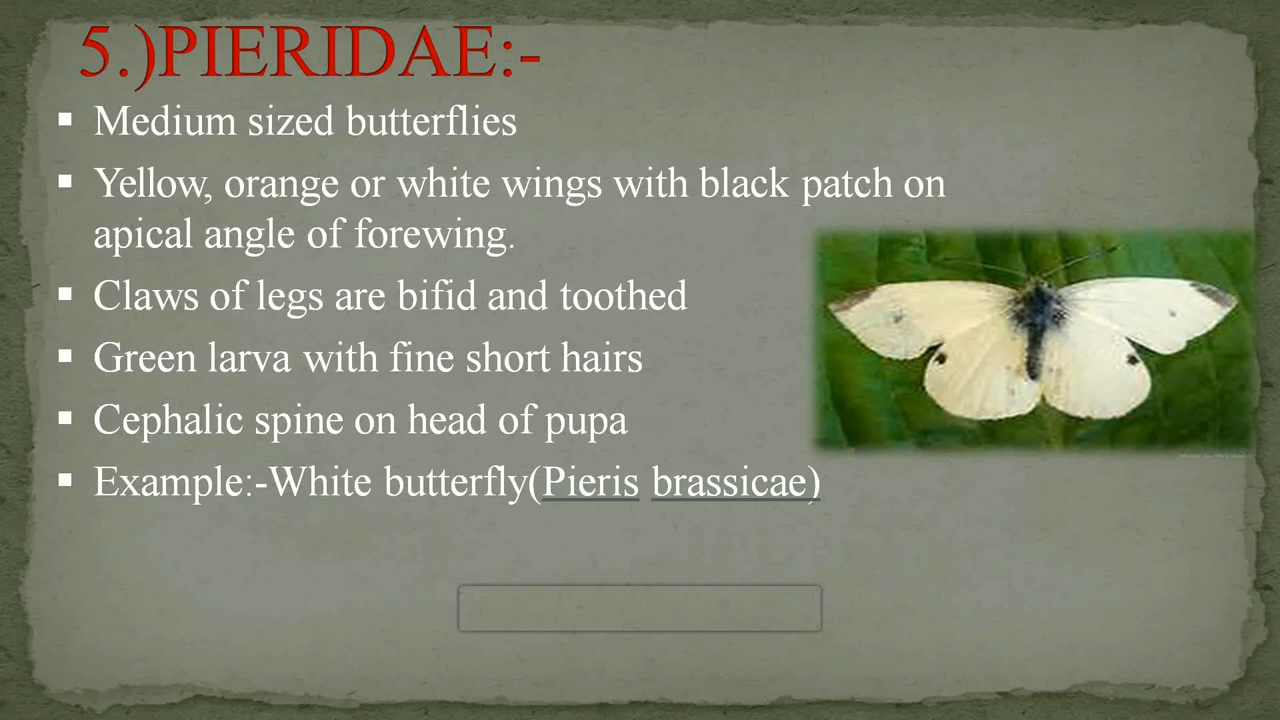 5.)PIERIDAE:-
▪ Medium sized butterflies
▪ Yellow, orange or white wings with black patch on
apical angle of forewing.
▪ Claws of legs are bifid and toothed
▪ Green larva with fine short hairs
▪ Cephalic spine on head of pupa
▪ Example:-White butterfly(Pieris brassicae)